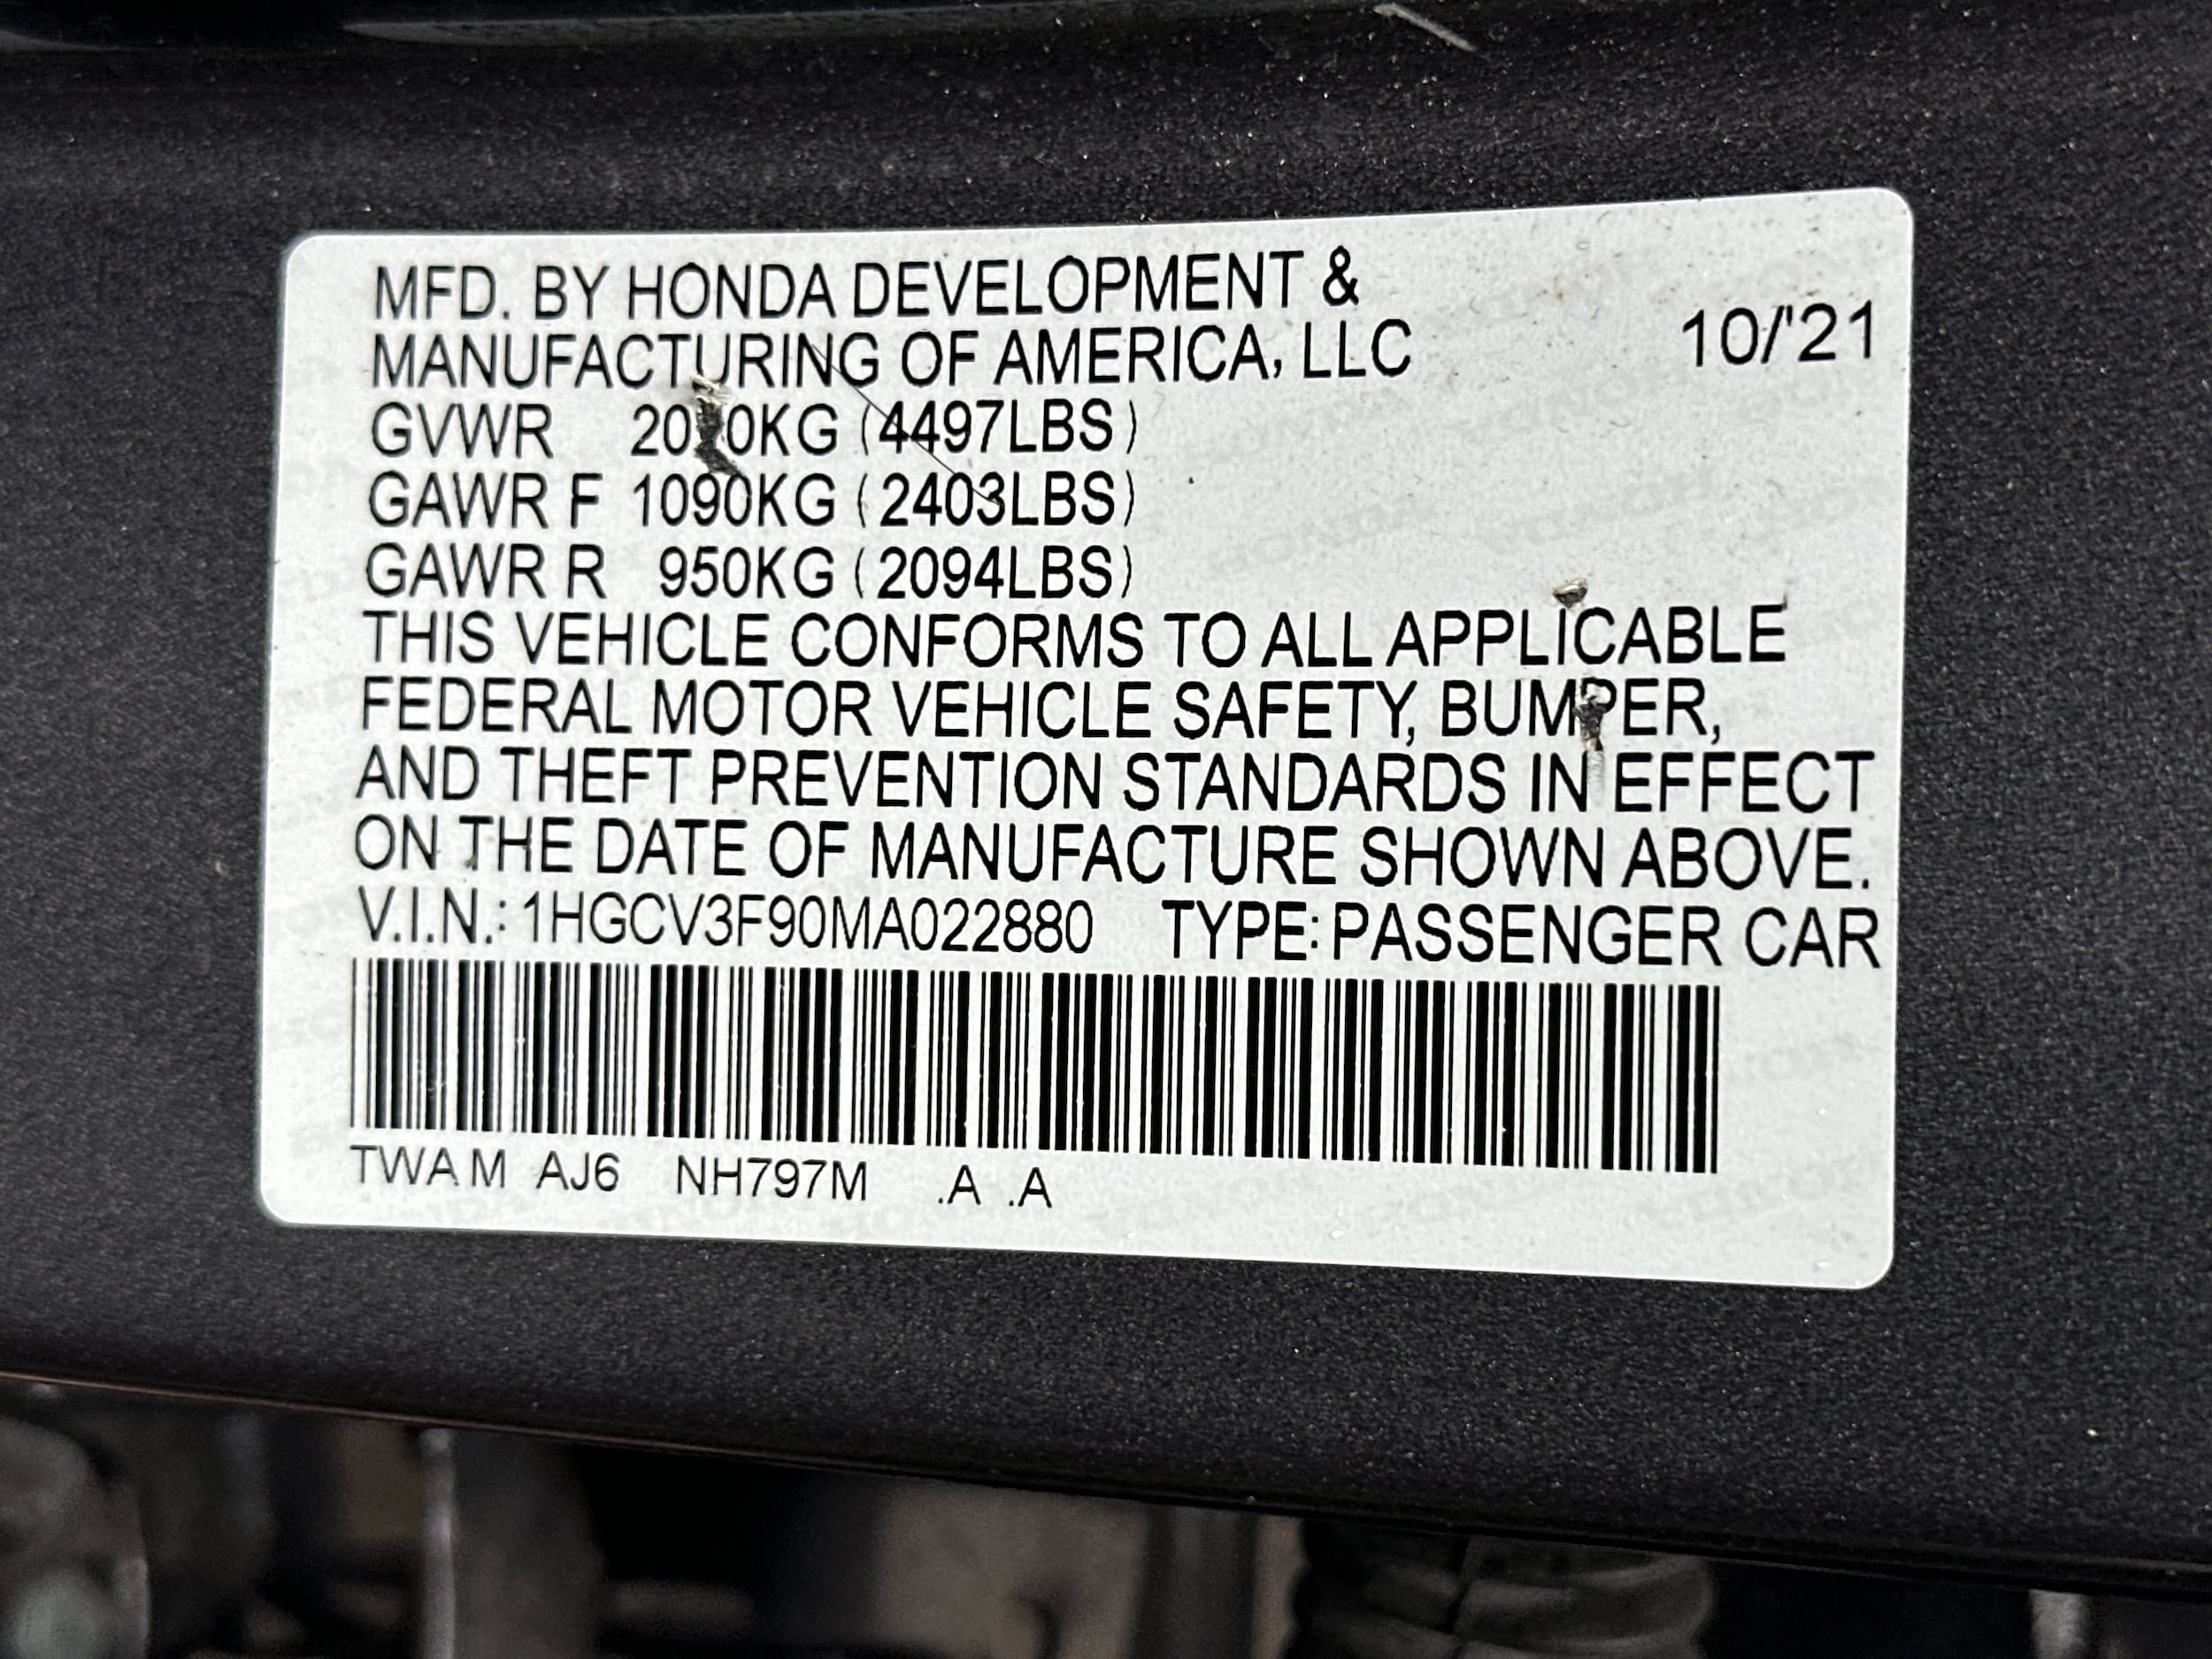 MFD. BY HONDA DEVELOPMENT &
MANUFACTURING OF AMERICA, LLC 10/'21
GVWR (4497LBS)
GAWR F 1090KG (2403LBS)
GAWR R 950KG (2094LBS)
THIS VEHICLE CONFORMS TO ALL APPLICABLE
FEDERAL MOTOR VEHICLE SAFETY, BUMPER,
AND THEFT PREVENTION STANDARDS IN EFFECT
ON THE DATE OF MANUFACTURE SHOWN ABOVE.
V.I.N.: 1HGCV3F90MA022880 TYPE: PASSENGER CAR
TWA M AJ6 NH797M .A .A